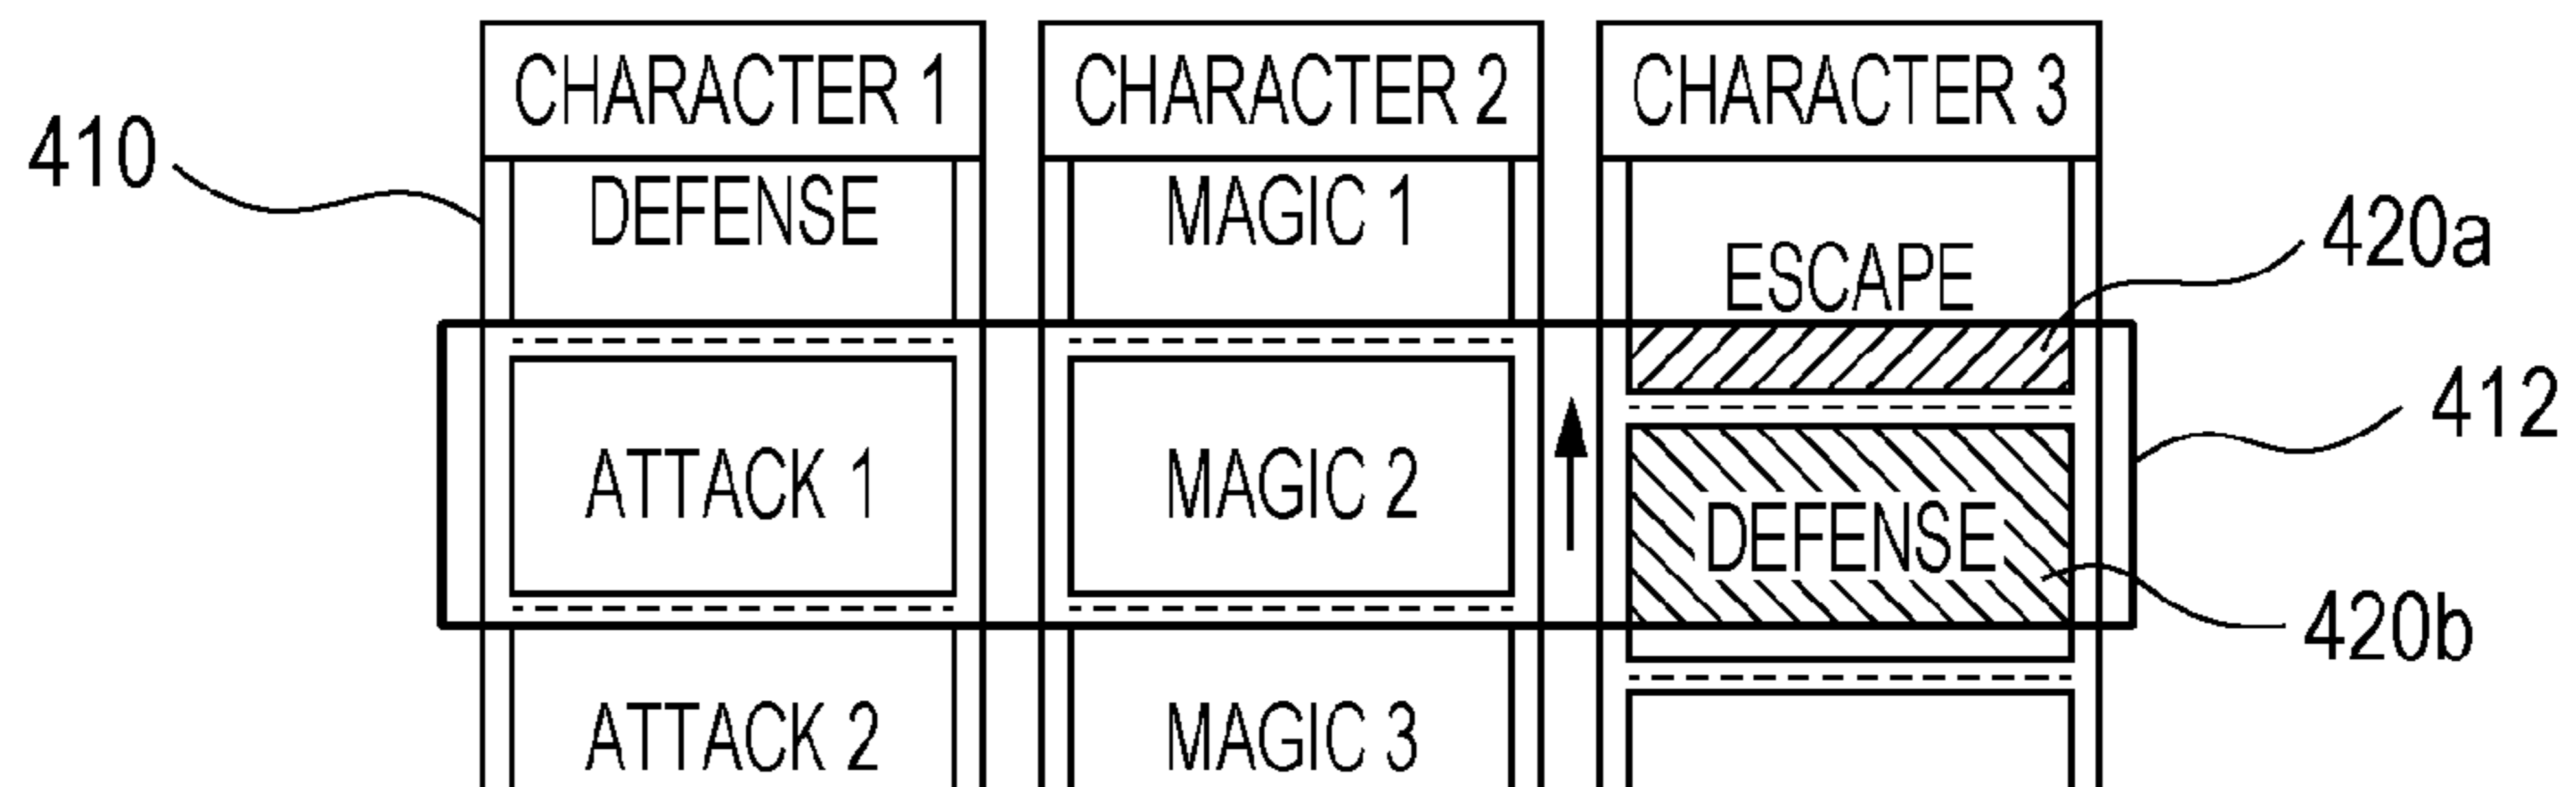 CHARACTER 1 CHARACTER 2 CHARACTER 3
410
DEFENSE MAGIC 1
ESCAPE 420a
412
ATTACK 1 MAGIC 2 DEFENSE
420b
ATTACK 2 MAGIC 3